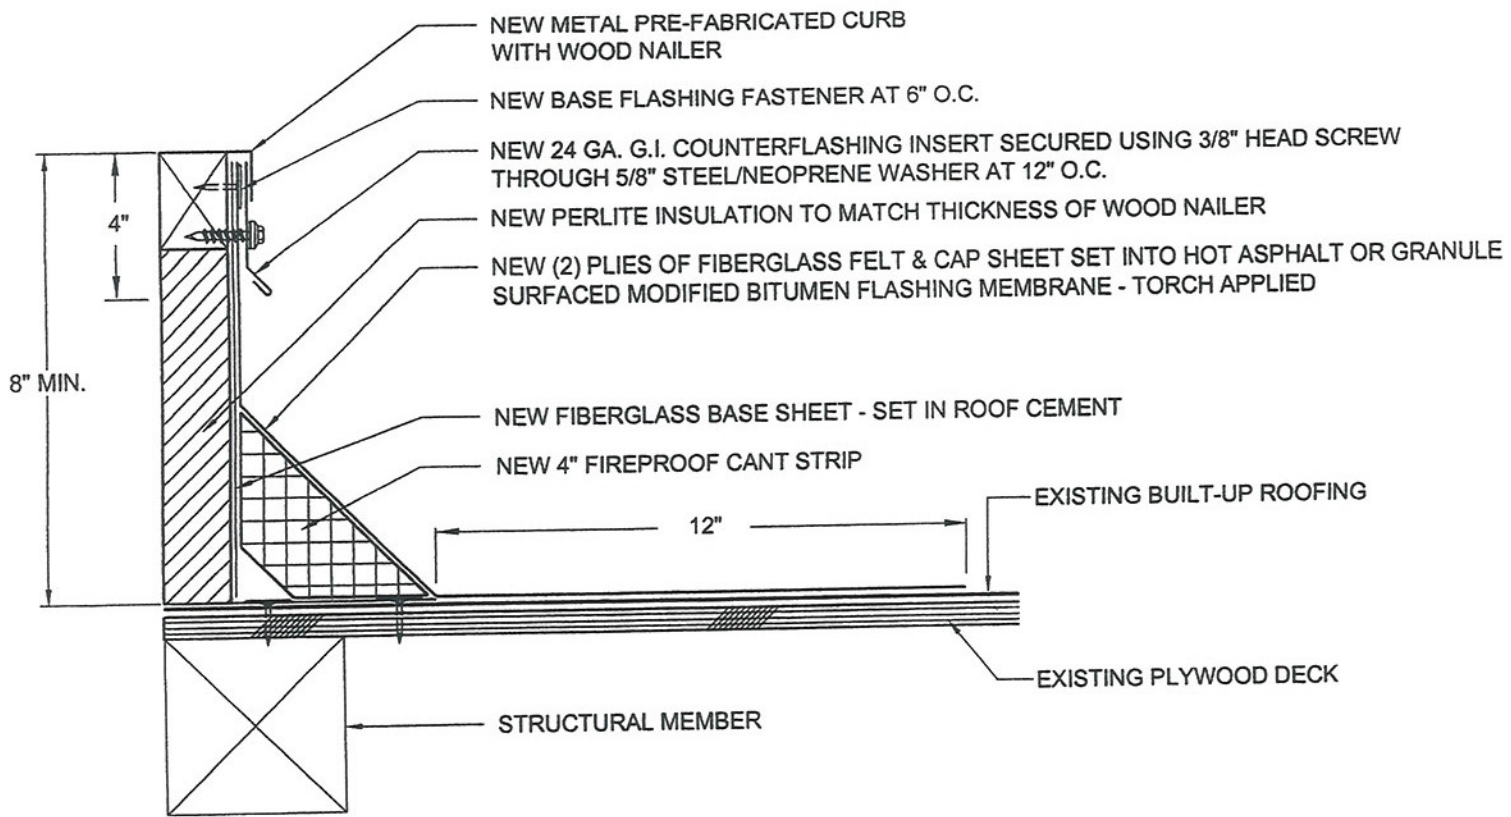 NEW METAL PRE-FABRICATED CURB
WITH WOOD NAILER
NEW BASE FLASHING FASTENER AT 6" O.C.
NEW 24 GA. G.I. COUNTERFLASHING INSERT SECURED USING 3/8" HEAD SCREW
THROUGH 5/8" STEEL/NEOPRENE WASHER AT 12" O.C.
4"
NEW PERLITE INSULATION TO MATCH THICKNESS OF WOOD NAILER
NEW (2) PLIES OF FIBERGLASS FELT & CAP SHEET SET INTO HOT ASPHALT OR GRANULE
SURFACED MODIFIED BITUMEN FLASHING MEMBRANE - TORCH APPLIED
8" MIN.
NEW FIBERGLASS BASE SHEET - SET IN ROOF CEMENT
NEW 4" FIREPROOF CANT STRIP
EXISTING BUILT-UP ROOFING
12"
EXISTING PLYWOOD DECK
STRUCTURAL MEMBER